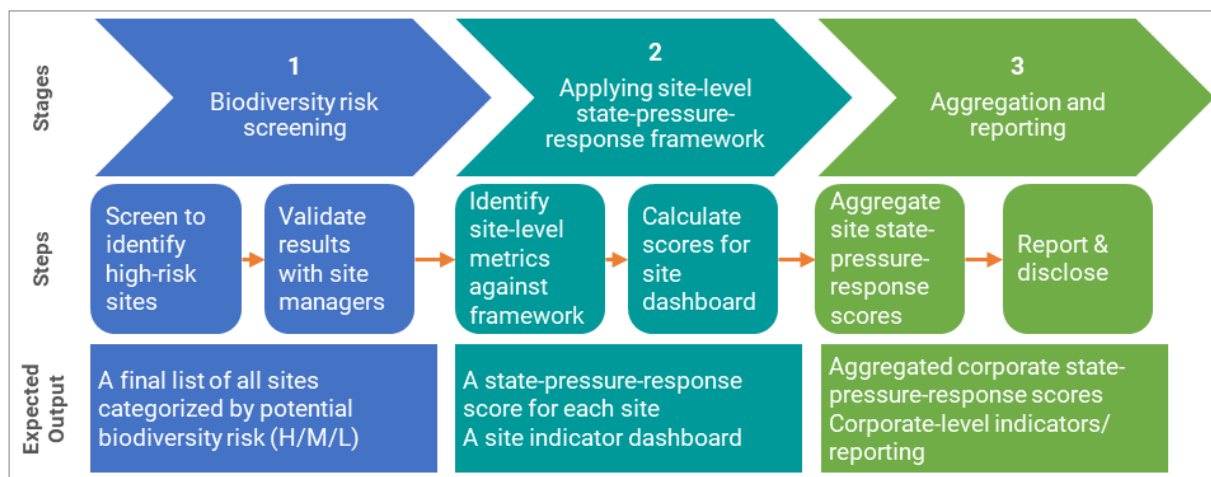 Stages
1
Biodiversity risk
screening
2
Applying site-level
state-pressure-
response framework
3
Aggregation and
reporting
Steps
Screen to
identify
high-risk
sites
Validate
results
with site
managers
Identify
site-level
metrics
against
framework
Calculate
scores for
site
dashboard
Aggregate
site state-
pressure-
response
scores
Report &
disclose
Expected
Output
A final list of all sites
categorized by potential
biodiversity risk (H/M/L)
A state-pressure-response
score for each site
A site indicator dashboard
Aggregated corporate state-
pressure-response scores
Corporate-level indicators/
reporting